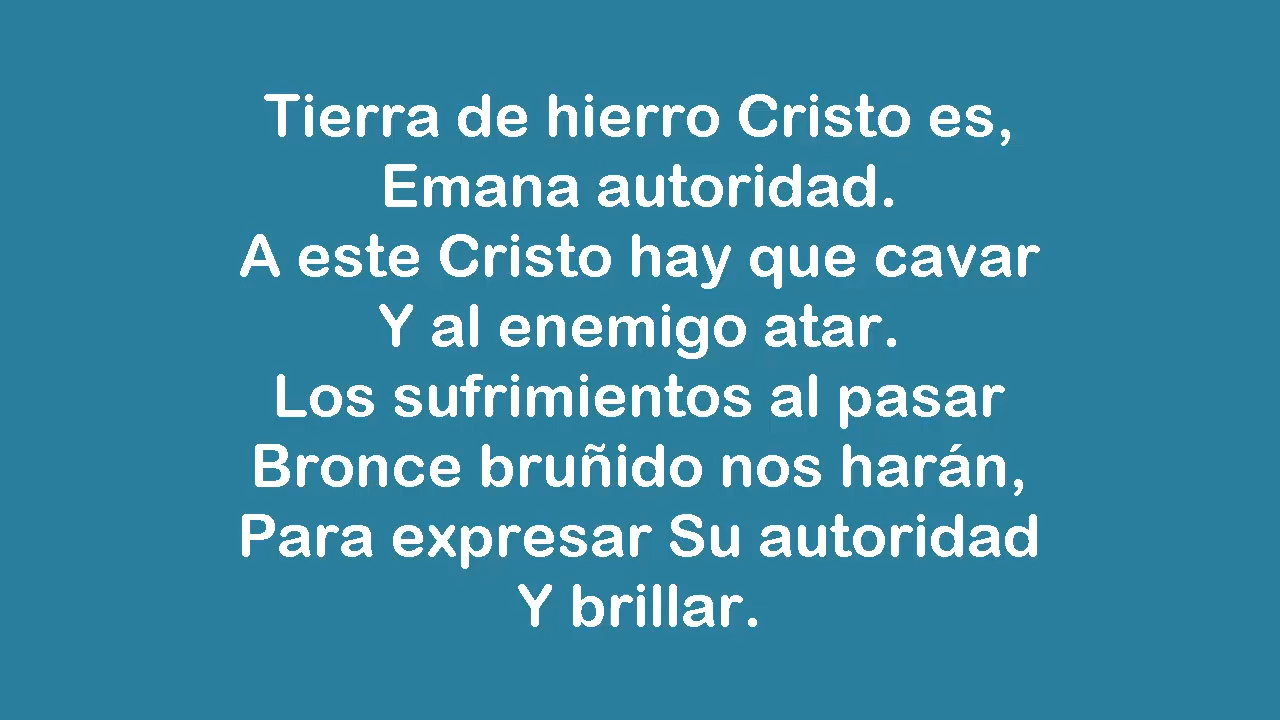 Tierra de hierro Cristo es,
Emana autoridad.
A este Cristo hay que cavar
Y al enemigo atar.
Los sufrimientos al pasar
Bronce bruñido nos harán,
Para expresar Su autoridad
Y brillar.